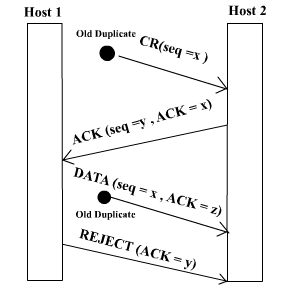 Host 1
Host 2
Old Duplicate
CR(seq =x )
ACK (seq =y , ACK = x)
DATA (seq = x , ACK = z)
Old Duplicate
REJECT (ACK = y)